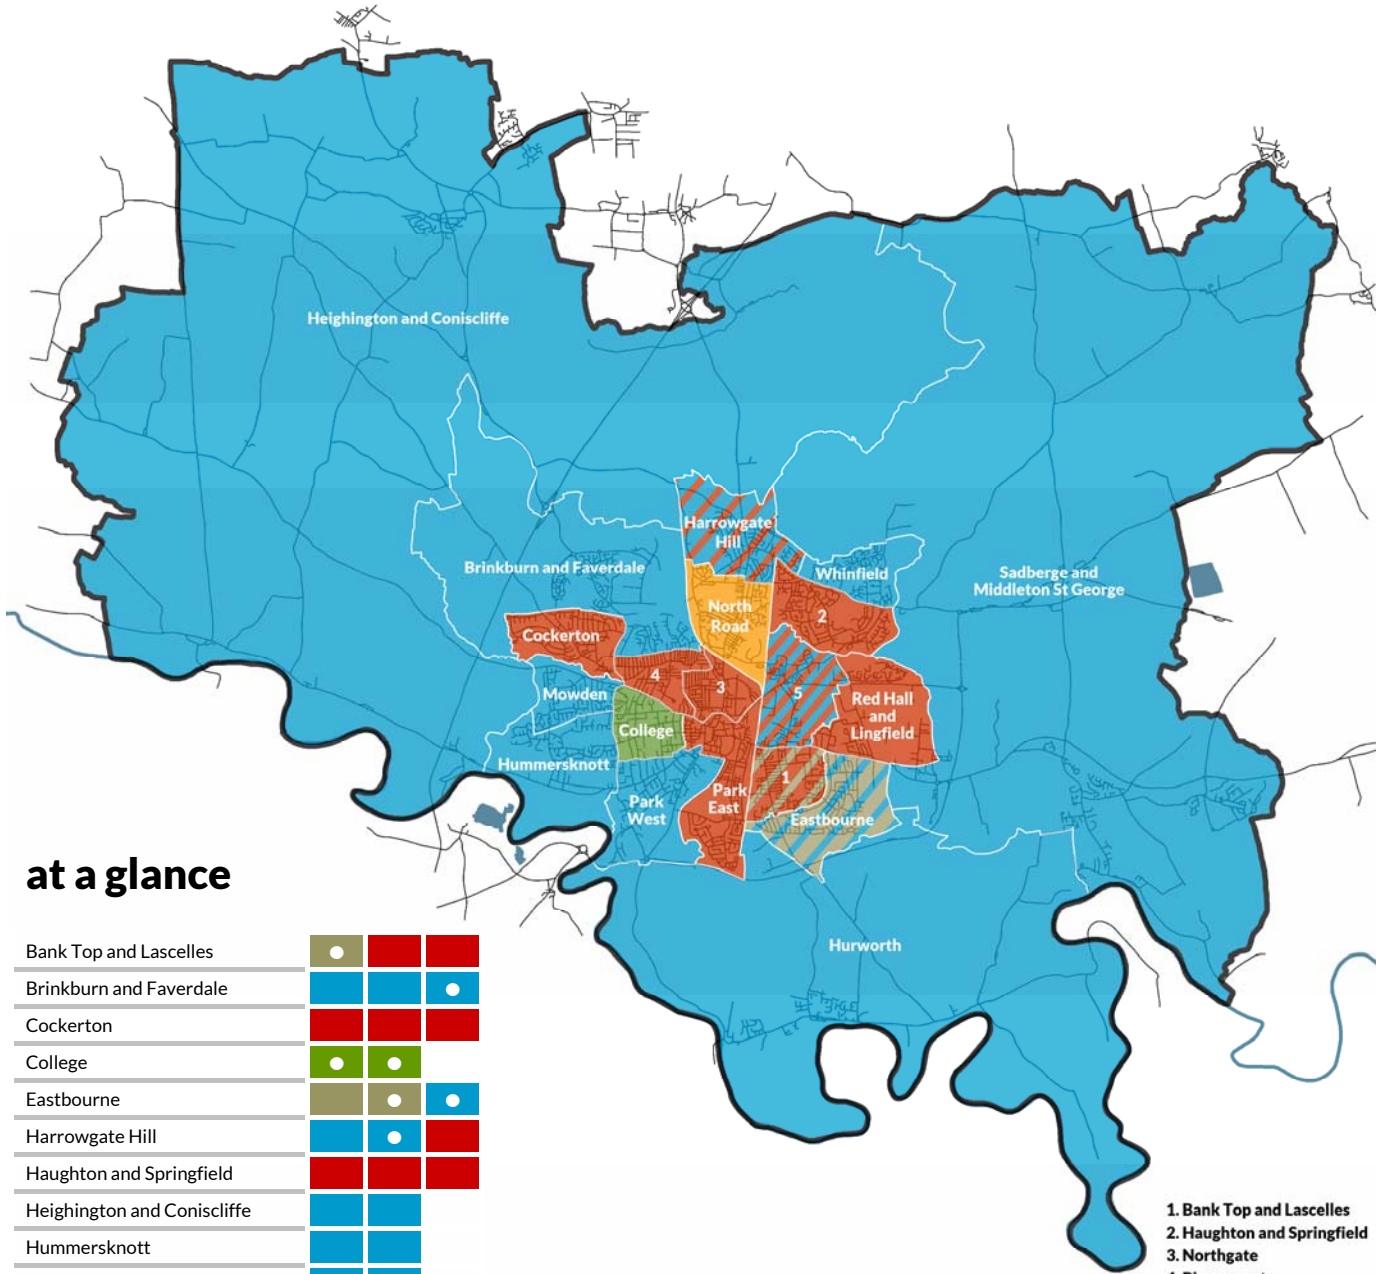 Heighington and Coniscliffe
Harrowgate
Hill
Brinkburn and Faverdale
Whinfield
Sadberge and
Middleton St George
North
Road
2
Cockerton
4
3
5
Mowden
Red Hall
and
Lingfield
College
Hummersknott
1
Park
West
Park
East
Eastbourne
Hurworth
at a glance
Bank Top and Lascelles
Brinkburn and Faverdale
Cockerton
College
Eastbourne
Harrowgate Hill
Haughton and Springfield
Heighington and Coniscliffe
Hummersknott
1. Bank Top and Lascelles
2. Haughton and Springfield
3. Northgate